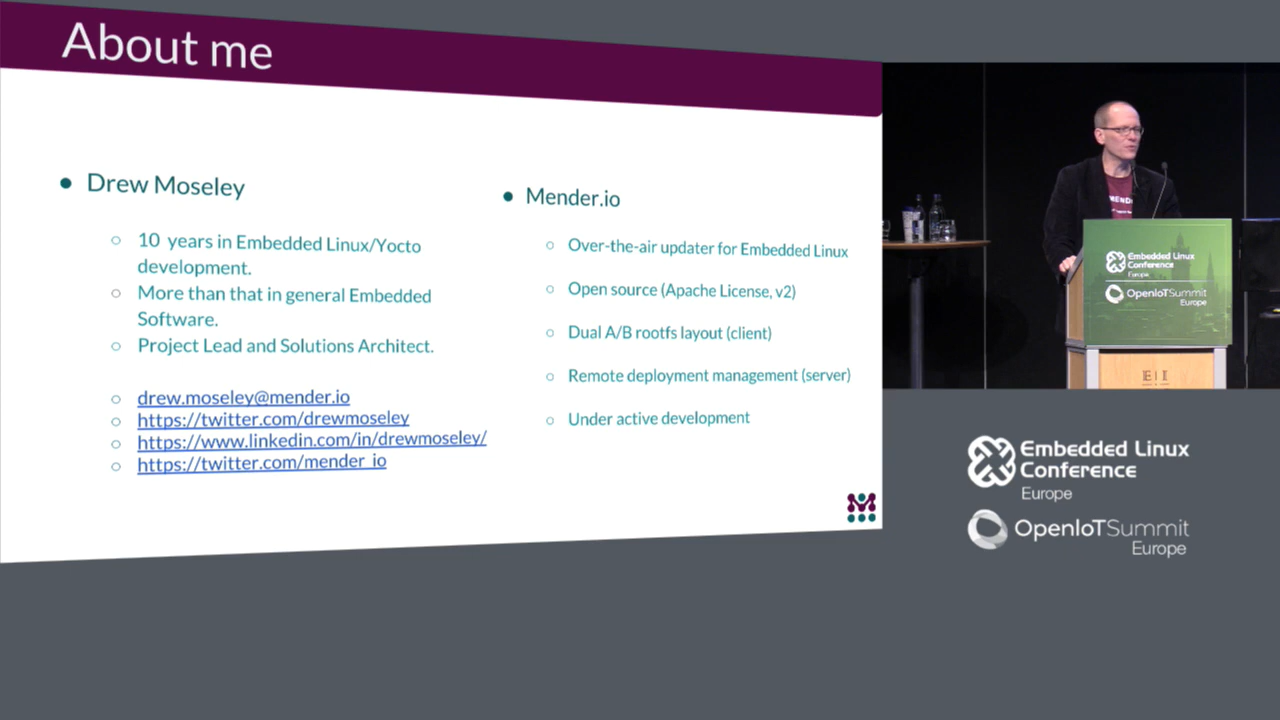 About me
Drew Moseley
10 years in Embedded Linux/Yocto
development.
More than that in general Embedded
Software.
Project Lead and Solutions Architect.
drew.moseley@mender.io
https://twitter.com/drewmoseley
https://www.linkedin.com/in/drewmoseley/
https://twitter.com/mender_io
Mender.io
Over-the-air updater for Embedded Linux
Open source (Apache License, v2)
Dual A/B rootfs layout (client)
Remote deployment management (server)
Under active development
Embedded Linux
Conference
Europe
OpenIoTSummit
Europe
Embedded Linux
Conference
Europe
OpenIoTSummit
Europe